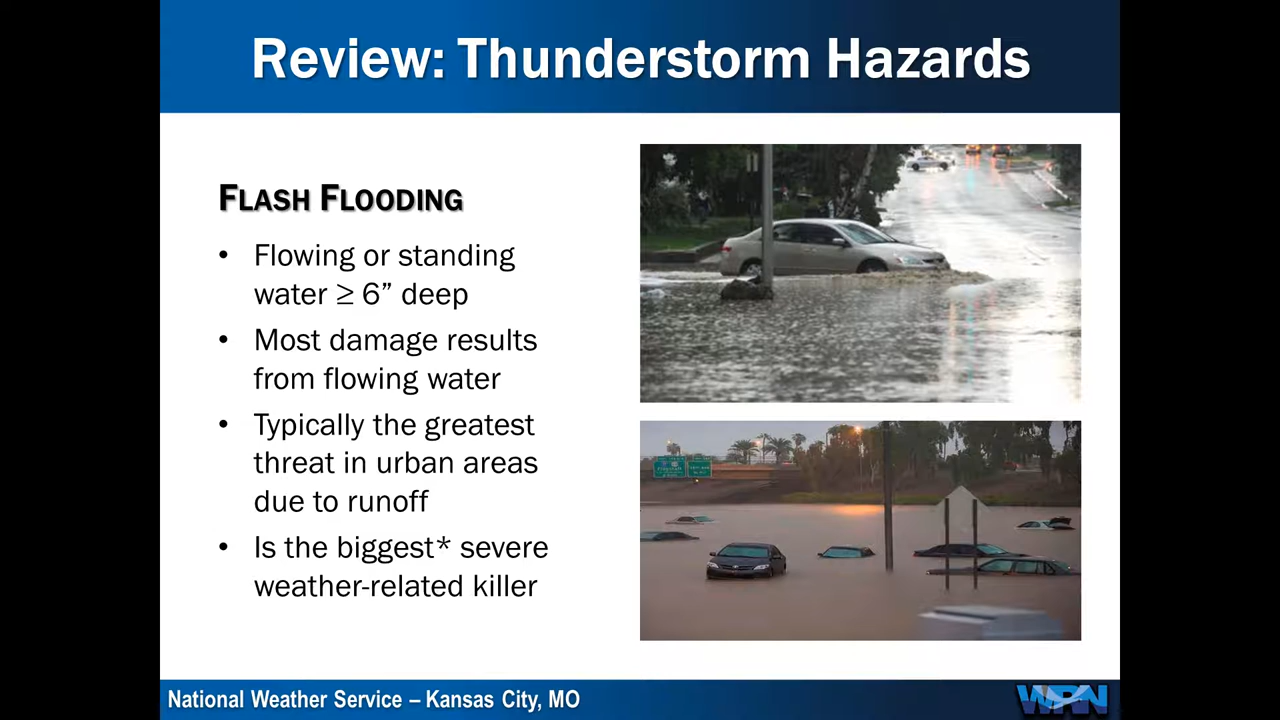 Review: Thunderstorm Hazards
FLASH FLOODING
• Flowing or standing
water ≥ 6” deep
• Most damage results
from flowing water
• Typically the greatest
threat in urban areas
due to runoff
• Is the biggest* severe
weather-related killer
National Weather Service – Kansas City, MO
WRN